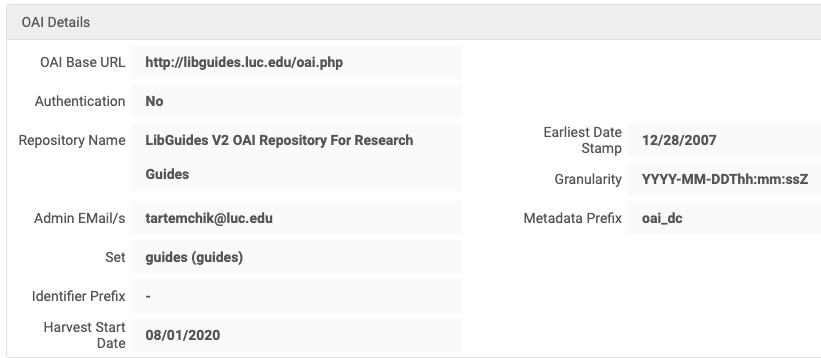 OAI Details
OAI Base URL http://libguides.luc.edu/oai.php
Authentication No
Repository Name LibGuides V2 OAI Repository For Research
Guides
Earliest Date
Stamp 12/28/2007
Granularity YYYY-MM-DDThh:mm:ssZ
Admin EMail/s tartemchik@luc.edu
Metadata Prefix oai_dc
Set guides (guides)
Identifier Prefix -
Harvest Start
Date 08/01/2020